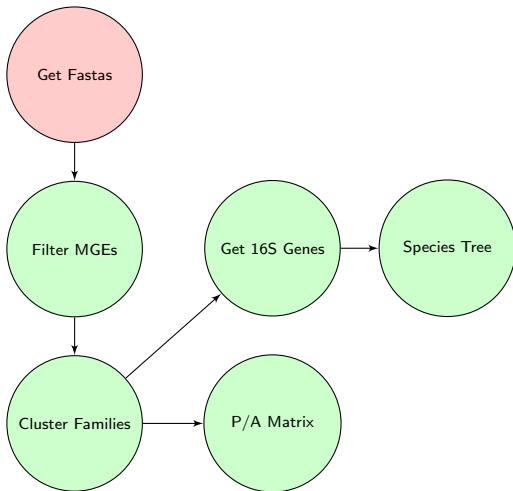 Get Fastas
Filter MGEs
Get 16S Genes
Species Tree
Cluster Families
P/A Matrix